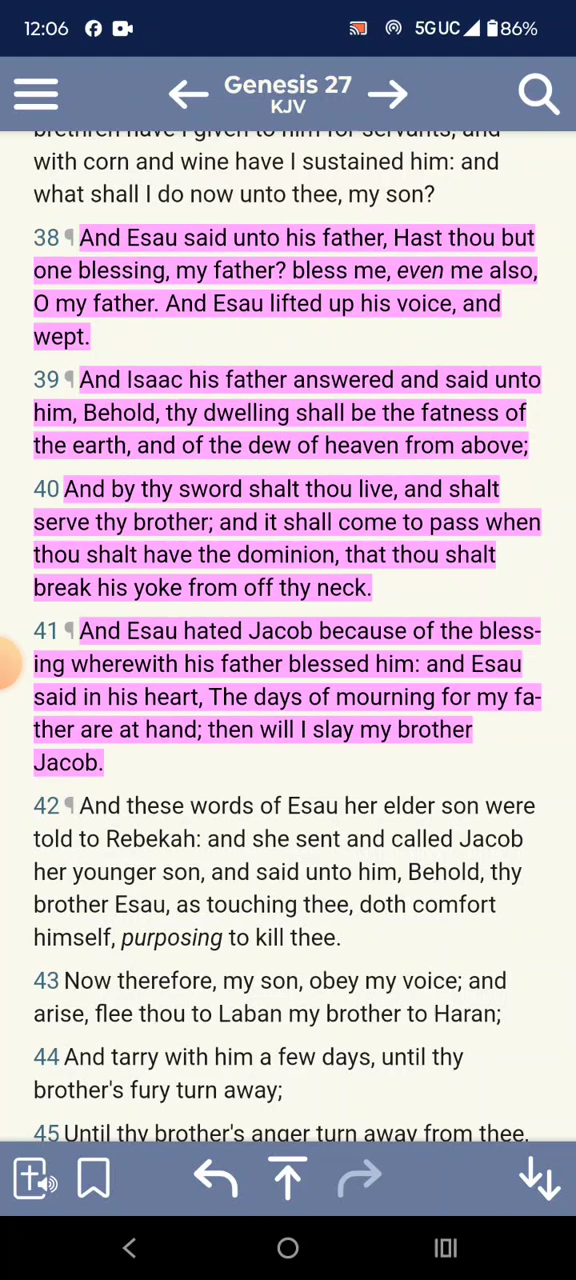 12:06
5GUC 86%
Genesis 27
KJV
brethren have I given to him for servants; and
with corn and wine have I sustained him: and
what shall I do now unto thee, my son?
38 ¶ And Esau said unto his father, Hast thou but
one blessing, my father? bless me, even me also,
O my father. And Esau lifted up his voice, and
wept.
39 ¶ And Isaac his father answered and said unto
him, Behold, thy dwelling shall be the fatness of
the earth, and of the dew of heaven from above;
40 And by thy sword shalt thou live, and shalt
serve thy brother; and it shall come to pass when
thou shalt have the dominion, that thou shalt
break his yoke from off thy neck.
41 ¶ And Esau hated Jacob because of the bless-
ing wherewith his father blessed him: and Esau
said in his heart, The days of mourning for my fa-
ther are at hand; then will I slay my brother
Jacob.
42 ¶ And these words of Esau her elder son were
told to Rebekah: and she sent and called Jacob
her younger son, and said unto him, Behold, thy
brother Esau, as touching thee, doth comfort
himself, purposing to kill thee.
43 Now therefore, my son, obey my voice; and
arise, flee thou to Laban my brother to Haran;
44 And tarry with him a few days, until thy
brother's fury turn away;
45 Until thy brother's anger turn away from thee,